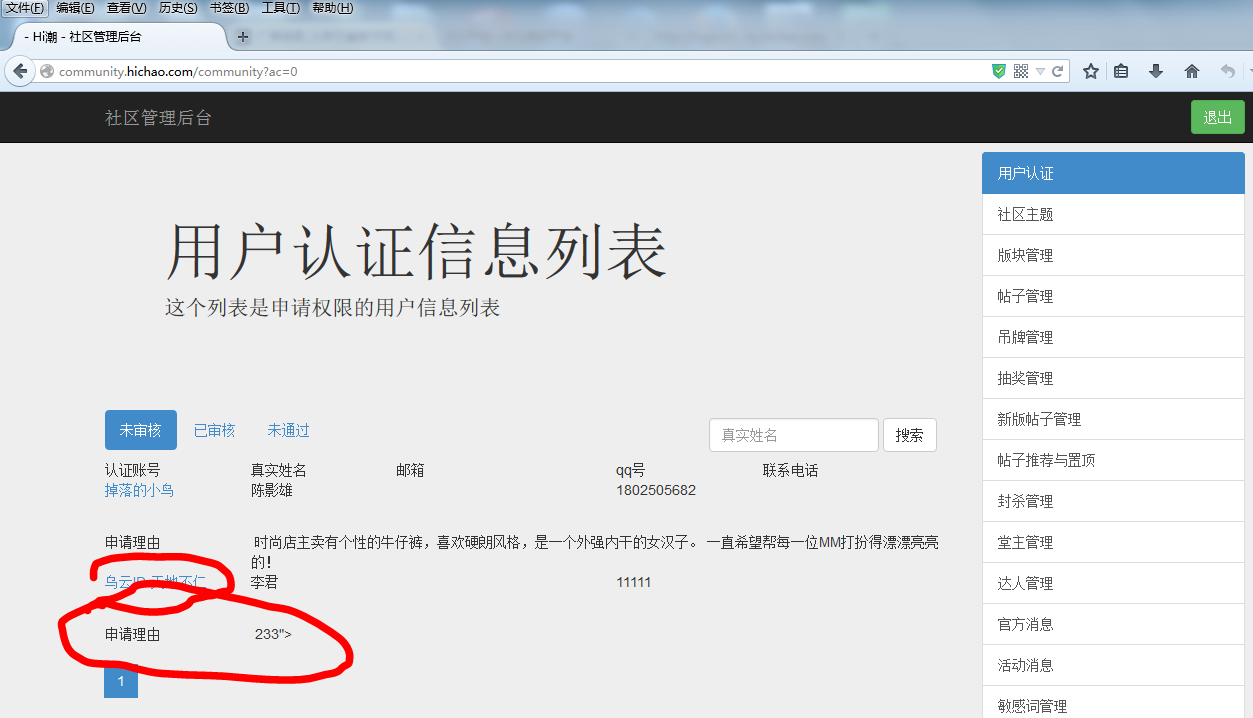 文件(F) 编辑(E) 查看(V) 历史(S) 书签(B) 工具(T) 帮助(H)
- Hi潮 - 社区管理后台
community.hichao.com/community?ac=0
社区管理后台
退出
用户认证信息列表
这个列表是申请权限的用户信息列表
未审核 已审核 未通过 真实姓名 搜索
认证账号 真实姓名 邮箱 qq号 联系电话
掉落的小鸟 陈影雄 1802505682
申请理由 时尚店主卖有个性的牛仔裤，喜欢硬朗风格，是一个外强内干的女汉子。 一直希望帮每一位MM打扮得漂漂亮亮
的！
李君 11111
申请理由 233">
1
用户认证
社区主题
版块管理
帖子管理
吊牌管理
抽奖管理
新版帖子管理
帖子推荐与置顶
封杀管理
堂主管理
达人管理
官方消息
活动消息
敏感词管理